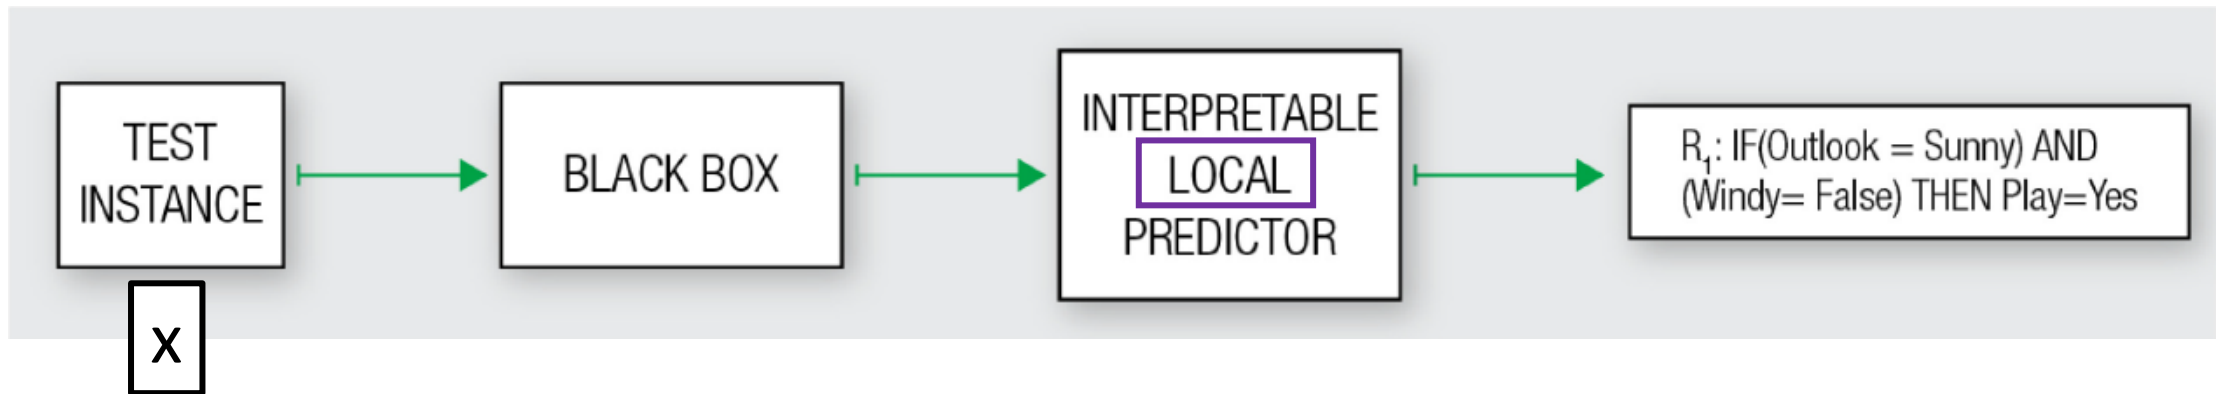 TEST
INSTANCE
X
BLACK BOX
INTERPRETABLE
LOCAL
PREDICTOR
R1: IF(Outlook = Sunny) AND
(Windy= False) THEN Play=Yes